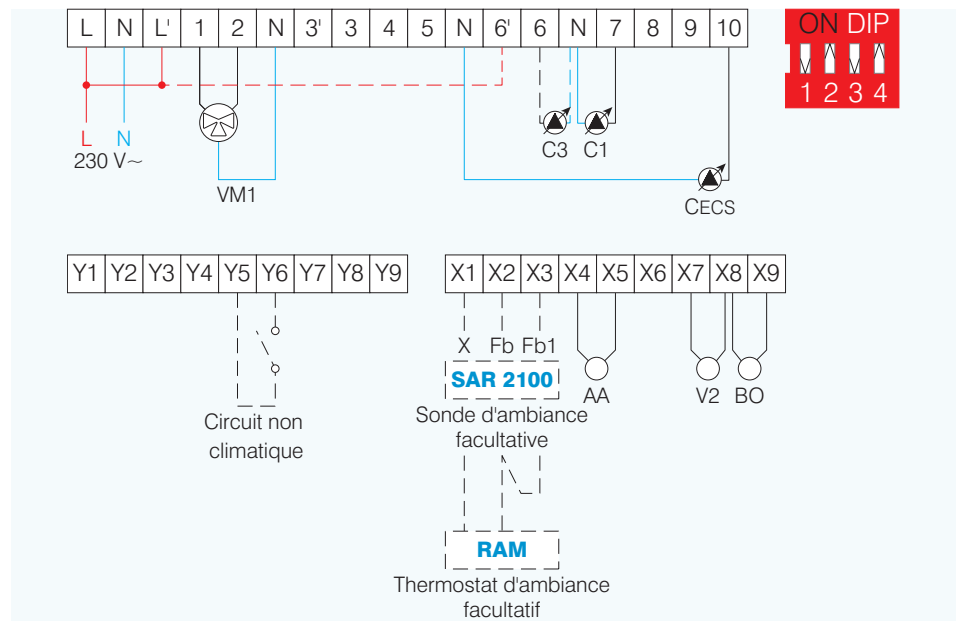 L N L' 1 2 N 3' 3 4 5 N 6' 6 N 7 8 9 10
ON DIP
1 2 3 4
L N
230 V~
VM1
C3 C1
CECS
Y1 Y2 Y3 Y4 Y5 Y6 Y7 Y8 Y9
X1 X2 X3 X4 X5 X6 X7 X8 X9
X Fb Fb1
SAR 2100
AA
V2 BO
Circuit non
climatique
Sonde d'ambiance
facultative
RAM
Thermostat d'ambiance
facultatif